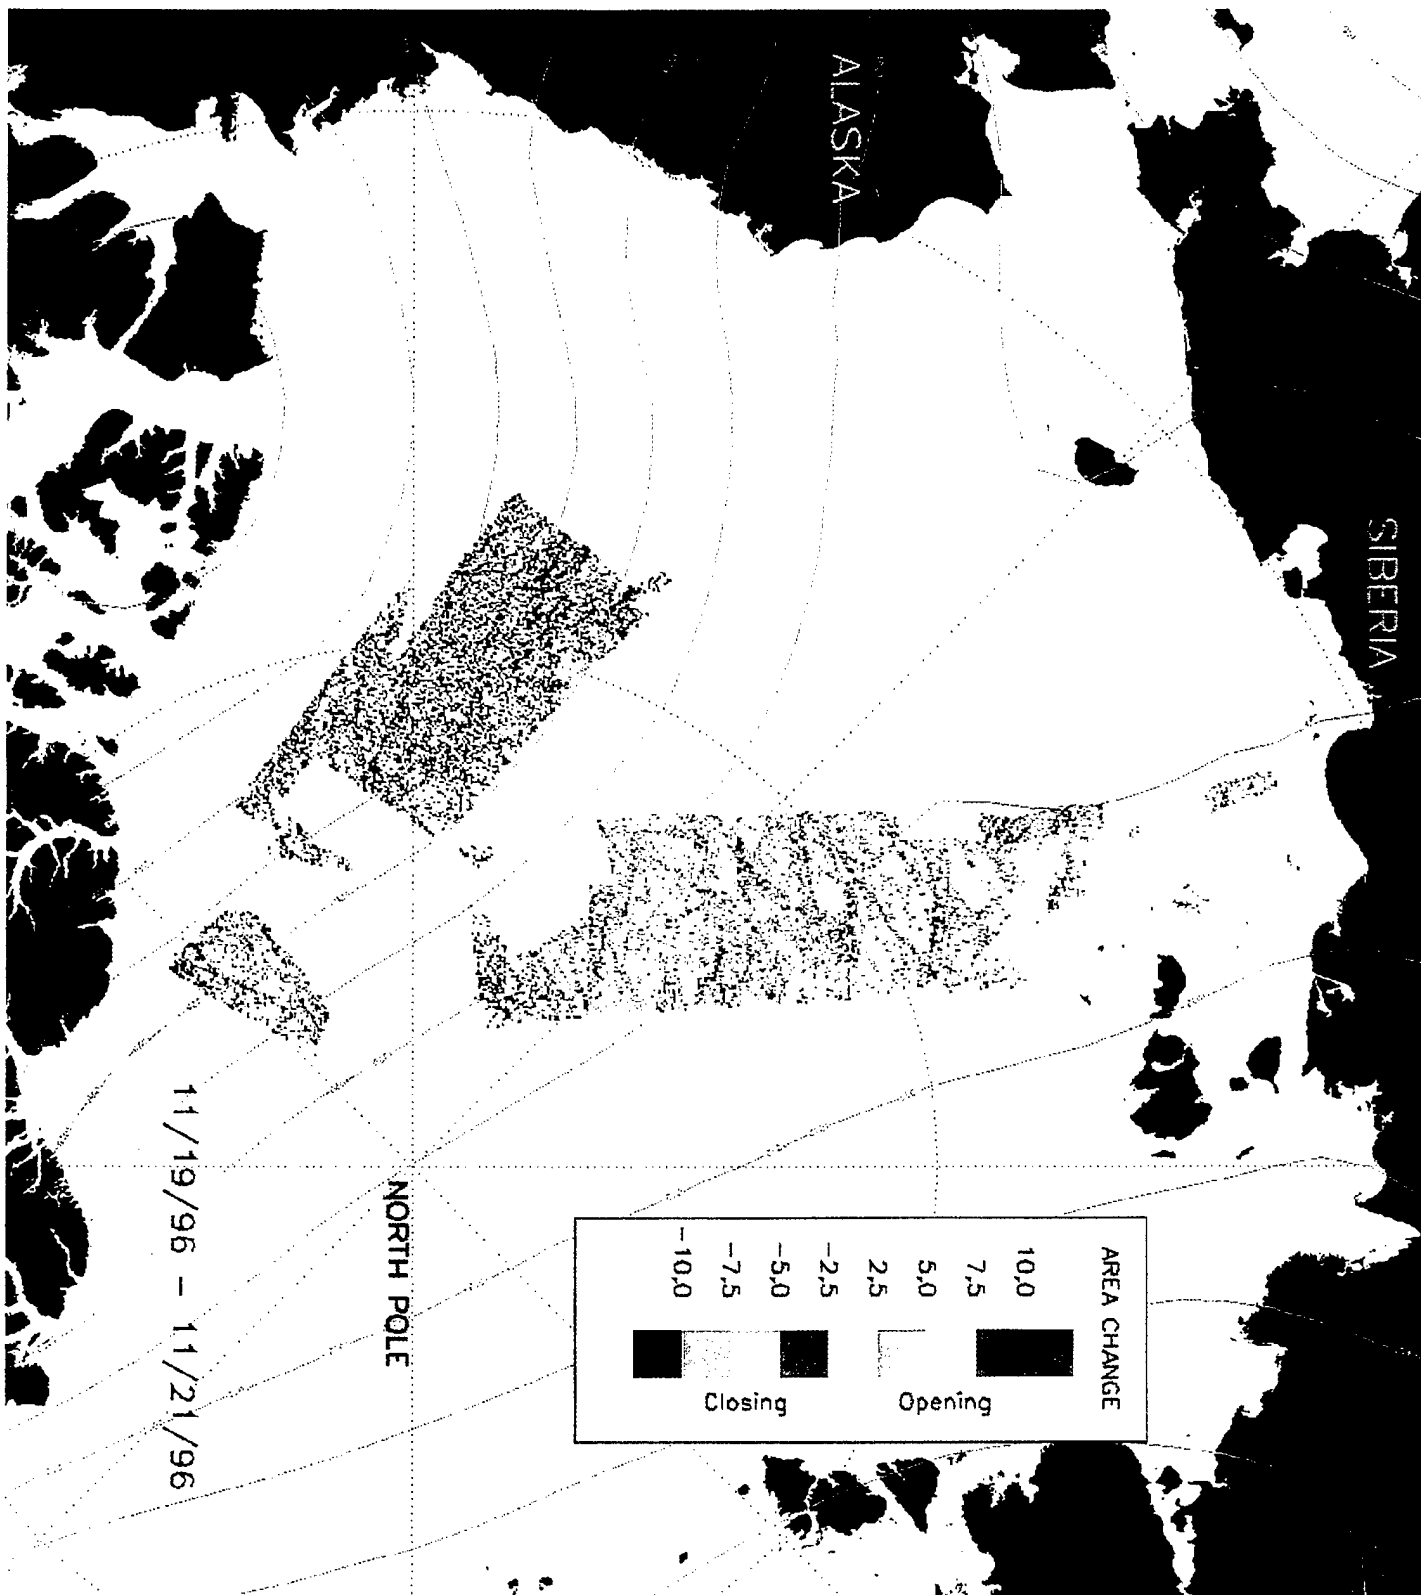 ALASKA
SIBERIA
AREA CHANGE
10,0
7,5
5,0
2,5
-2,5
-5,0
-7,5
-10,0
Opening
Closing
NORTH POLE
11/19/96 - 11/21/96